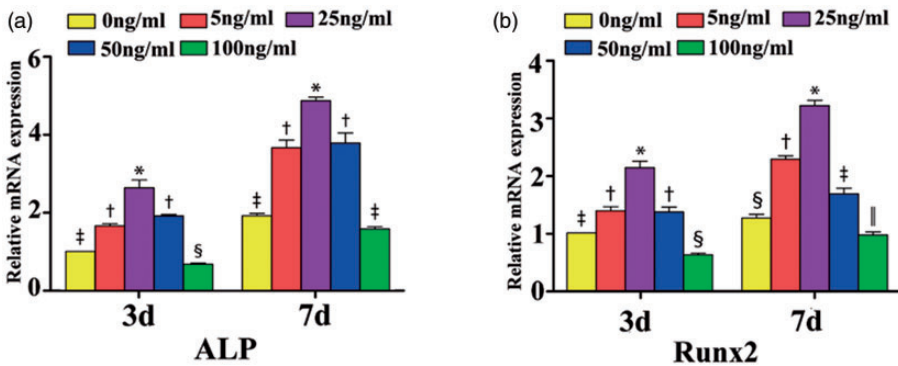 (a)
0ng/ml 5ng/ml 25ng/ml
50ng/ml 100ng/ml
Relative mRNA expression
6
4
2
0
‡ † * † §
‡ † * † ‡
3d 7d
ALP
(b)
0ng/ml 5ng/ml 25ng/ml
50ng/ml 100ng/ml
Relative mRNA expression
4
3
2
1
0
‡ † * † §
§ † * ‡ ‖
3d 7d
Runx2